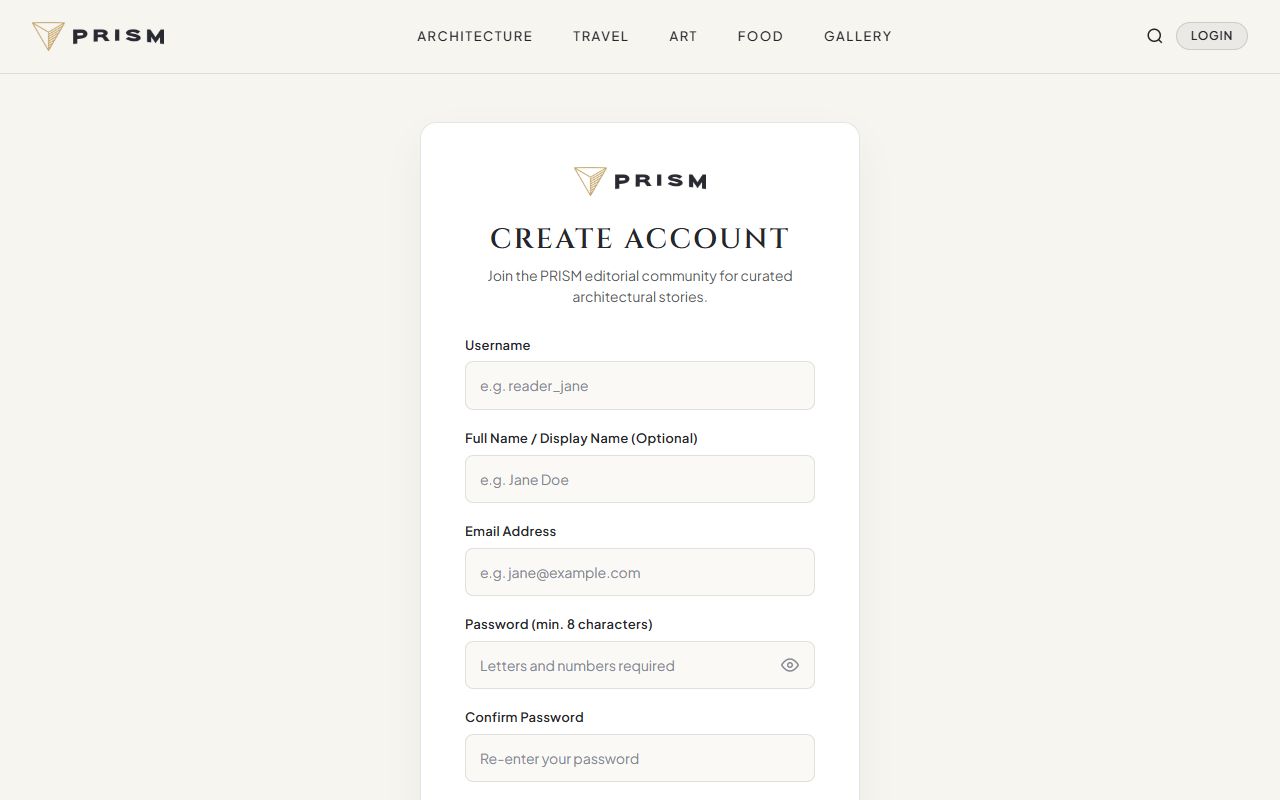 PRISM
ARCHITECTURE TRAVEL ART FOOD GALLERY
LOGIN
PRISM
CREATE ACCOUNT
Join the PRISM editorial community for curated
architectural stories.
Username
e.g. reader_jane
Full Name / Display Name (Optional)
e.g. Jane Doe
Email Address
e.g. jane@example.com
Password (min. 8 characters)
Letters and numbers required
Confirm Password
Re-enter your password